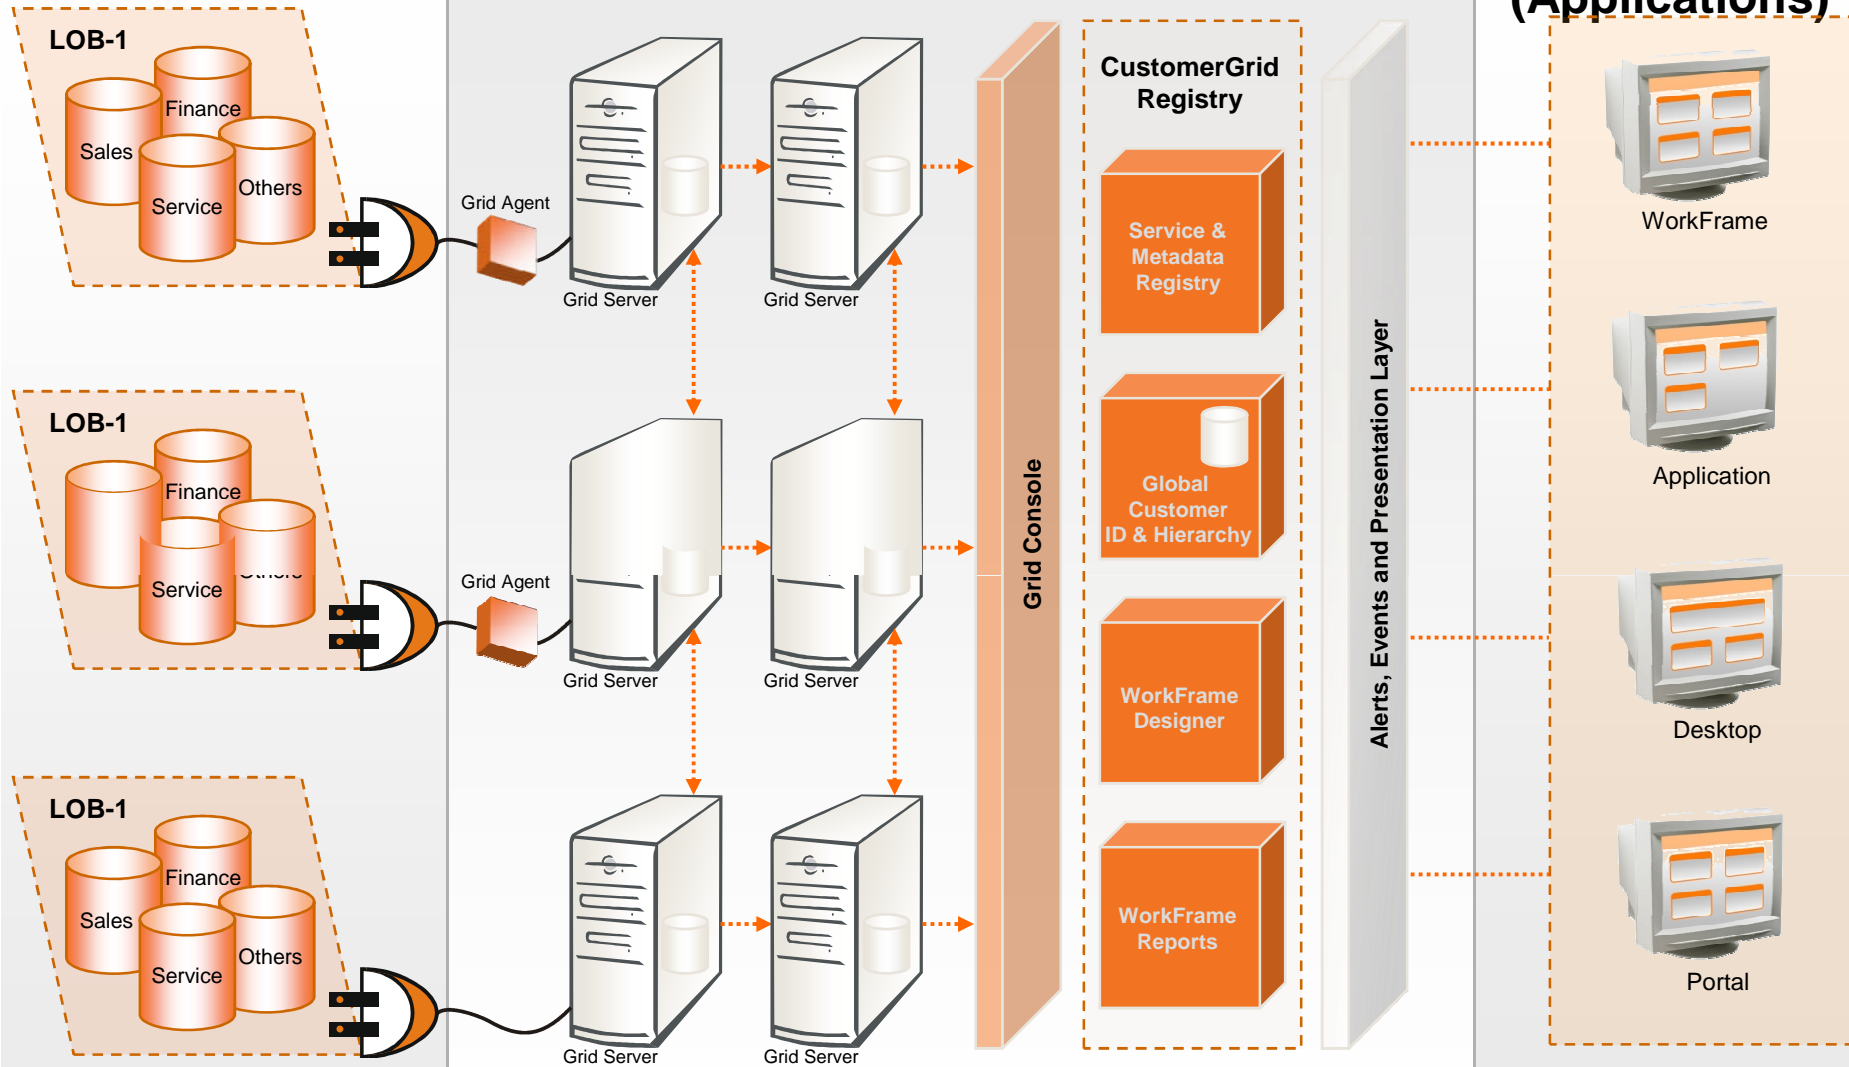 (Applications)
LOB-1
Finance
Sales
Others
Service
Grid Agent
Grid Server
Grid Server
CustomerGrid
Registry
Service &
Metadata
Registry
WorkFrame
LOB-1
Finance
Service
Others
Grid Agent
Grid Server
Grid Server
Grid Console
Global
Customer
ID & Hierarchy
Alerts, Events and Presentation Layer
Application
WorkFrame
Designer
Desktop
LOB-1
Finance
Sales
Others
Service
Grid Server
Grid Server
WorkFrame
Reports
Portal